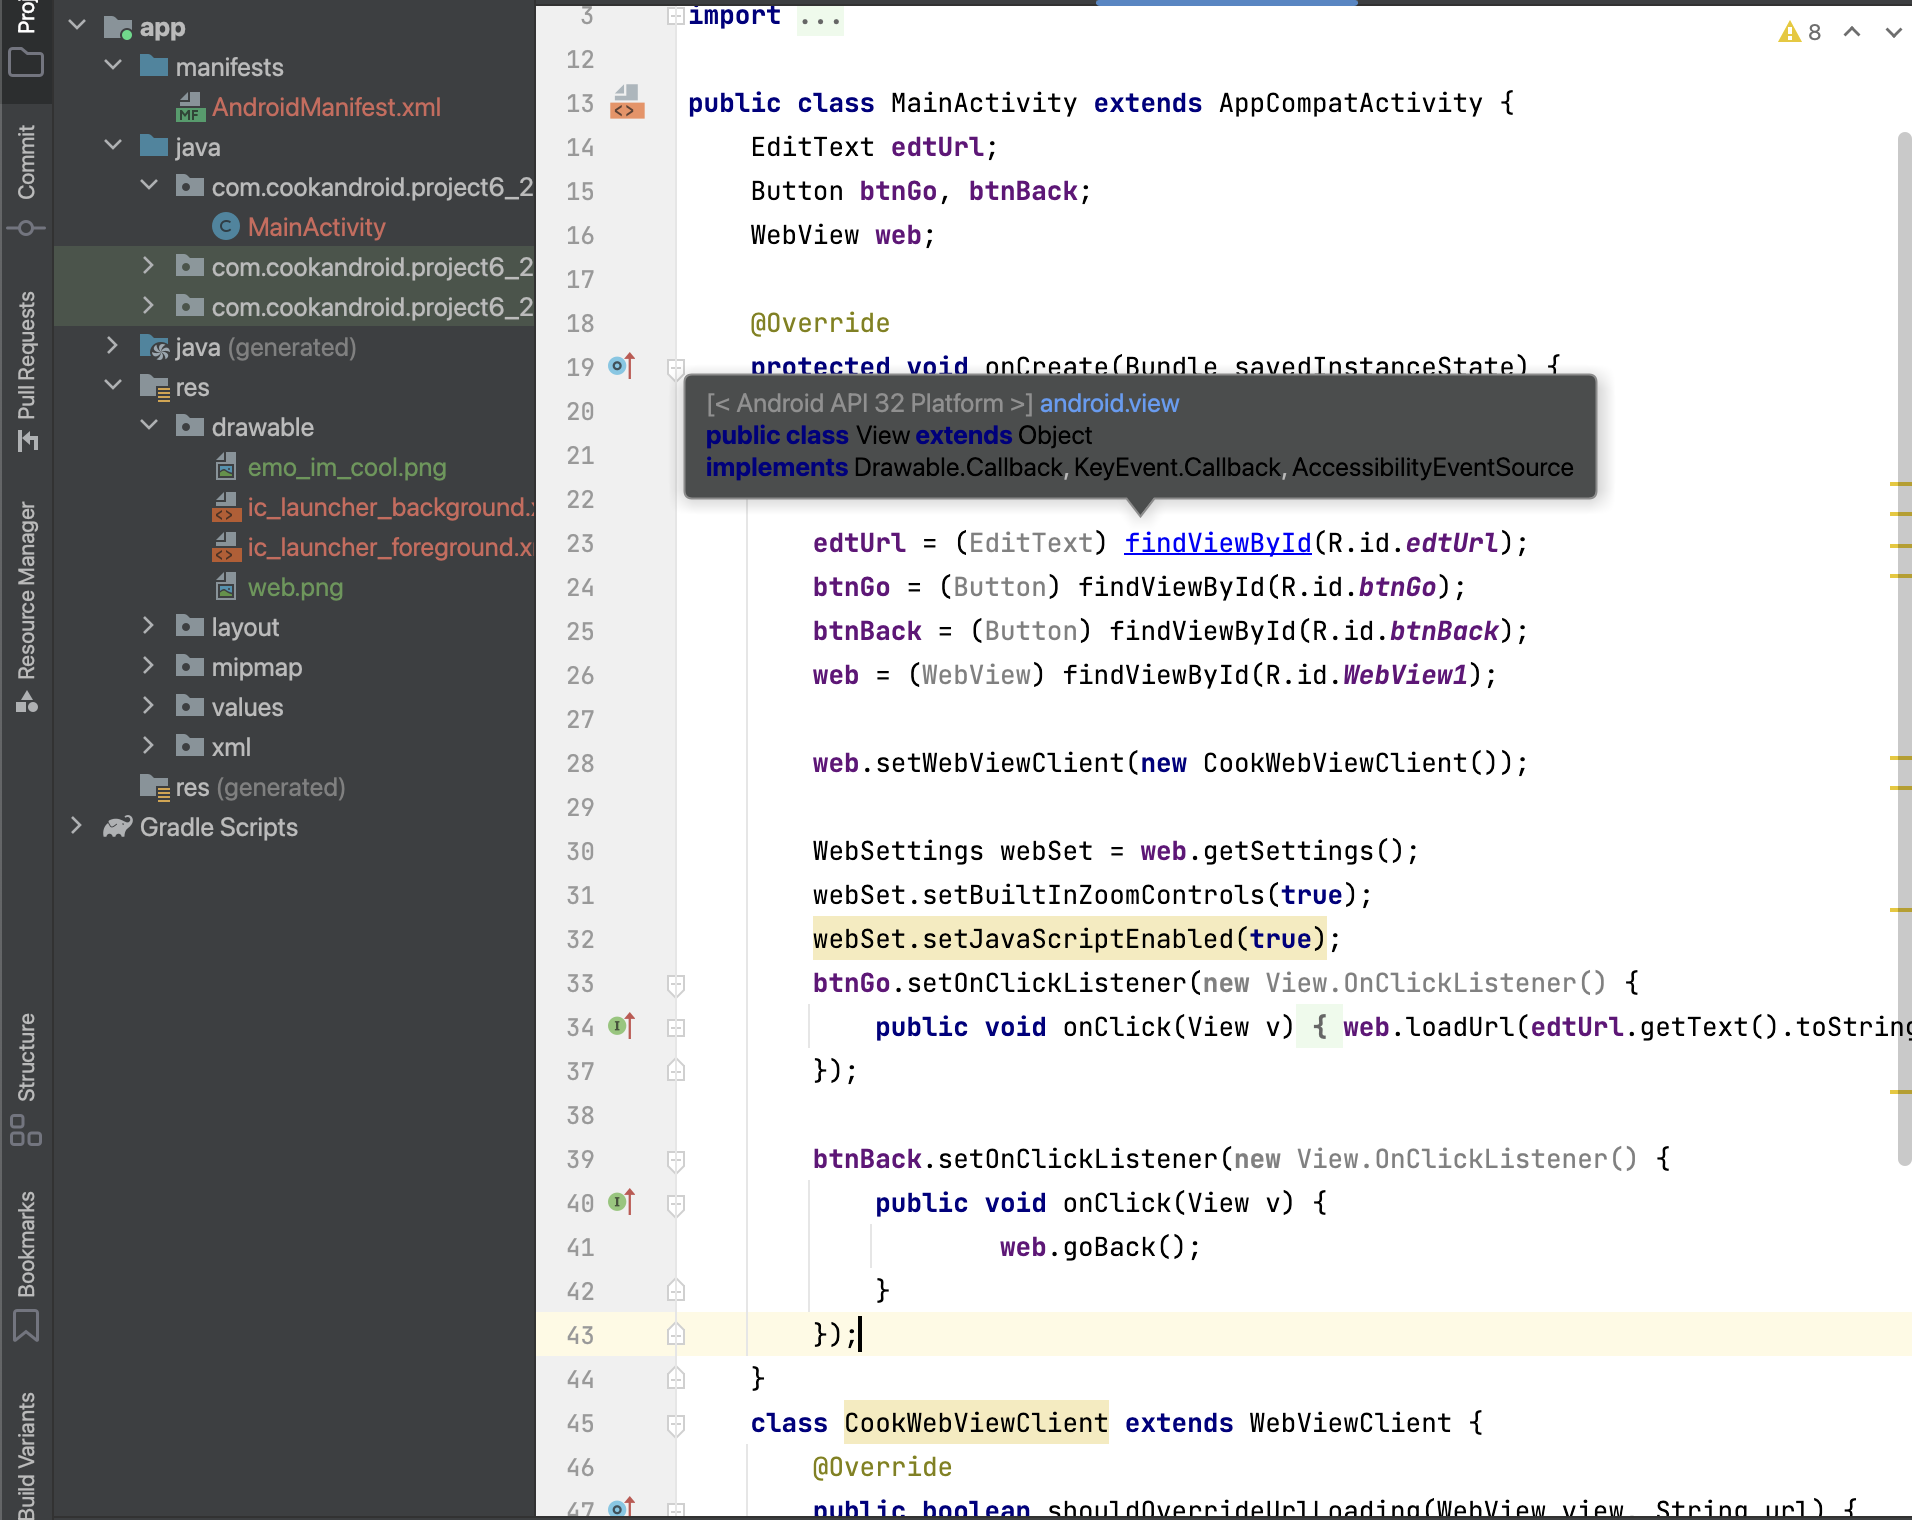 Proj
Commit
Pull Requests
Resource Manager
Structure
Bookmarks
Build Variants
app
manifests
AndroidManifest.xml
java
com.cookandroid.project6_2
MainActivity
com.cookandroid.project6_2
com.cookandroid.project6_2
java (generated)
res
drawable
emo_im_cool.png
ic_launcher_background.x
ic_launcher_foreground.x
web.png
layout
mipmap
values
xml
res (generated)
Gradle Scripts
8
3 import ...
12
13 public class MainActivity extends AppCompatActivity {
14 EditText edtUrl;
15 Button btnGo, btnBack;
16 WebView web;
17
18 @Override
19 protected void onCreate(Bundle savedInstanceState) {
20
[< Android API 32 Platform >] android.view
public class View extends Object
implements Drawable.Callback, KeyEvent.Callback, AccessibilityEventSource
21
22
23 edtUrl = (EditText) findViewById(R.id.edtUrl);
24 btnGo = (Button) findViewById(R.id.btnGo);
25 btnBack = (Button) findViewById(R.id.btnBack);
26 web = (WebView) findViewById(R.id.WebView1);
27
28 web.setWebViewClient(new CookWebViewClient());
29
30 WebSettings webSet = web.getSettings();
31 webSet.setBuiltInZoomControls(true);
32 webSet.setJavaScriptEnabled(true);
33 btnGo.setOnClickListener(new View.OnClickListener() {
34 public void onClick(View v) { web.loadUrl(edtUrl.getText().toString
37 });
38
39 btnBack.setOnClickListener(new View.OnClickListener() {
40 public void onClick(View v) {
41 web.goBack();
42 }
43 });
44 }
45 class CookWebViewClient extends WebViewClient {
46 @Override
47 public boolean shouldOverrideUrlLoading(WebView view, String url) {